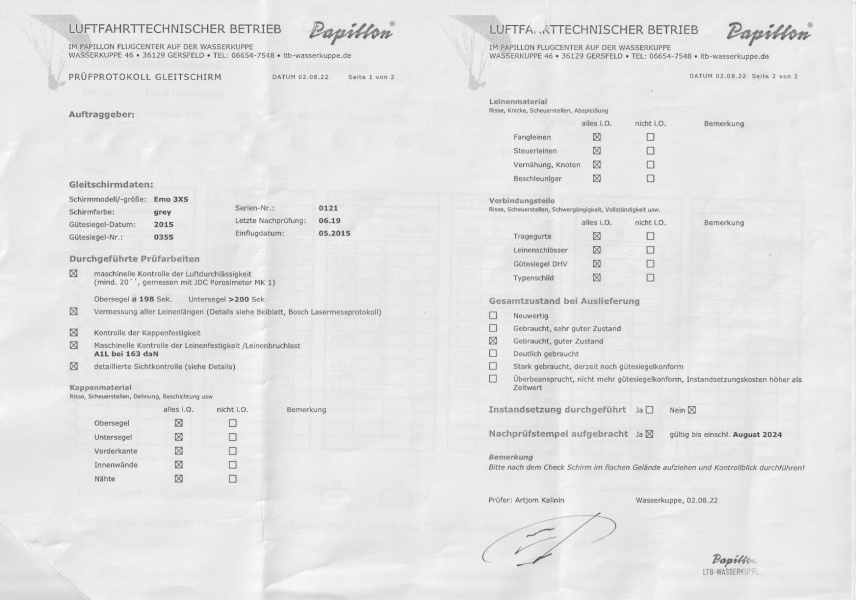 LUFTFAHRTTECHNISCHER BETRIEB
Papillon®
IM PAPILLON FLUGCENTER AUF DER WASSERKUPPE
WASSERKUPPE 46 • 36129 GERSFELD • TEL: 06654-7548 • ltb-wasserkuppe.de
PRÜFPROTOKOLL GLEITSCHIRM DATUM 02.08.22 Seite 1 von 2
Auftraggeber:
Gleitschirmdaten:
Schirmmodell/-größe: Emo 3XS
Schirmfarbe: grey
Gütesiegel-Datum: 2015
Gütesiegel-Nr.: 0355
Serien-Nr.: 0121
Letzte Nachprüfung: 06.19
Einflugdatum: 05.2015
Durchgeführte Prüfarbeiten
☒ maschinelle Kontrolle der Luftdurchlässigkeit
(mind. 20´´, gemessen mit JDC Porosimeter MK 1)
Obersegel ø 198 Sek. Untersegel >200 Sek.
☒ Vermessung aller Leinenlängen (Details siehe Beiblatt, Bosch Lasermessprotokoll)
☒ Kontrolle der Kappenfestigkeit
☒ Maschinelle Kontrolle der Leinenfestigkeit /Leinenbruchlast
A1L bei 163 daN
☒ detaillierte Sichtkontrolle (siehe Details)
Kappenmaterial
Risse, Scheuerstellen, Dehnung, Beschichtung usw
alles i.O. nicht i.O. Bemerkung
Obersegel ☒ ☐
Untersegel ☒ ☐
Vorderkante ☒ ☐
Innenwände ☒ ☐
Nähte ☒ ☐
LUFTFAHRTTECHNISCHER BETRIEB
Papillon®
IM PAPILLON FLUGCENTER AUF DER WASSERKUPPE
WASSERKUPPE 46 • 36129 GERSFELD • TEL: 06654-7548 • ltb-wasserkuppe.de
DATUM 02.08.22 Seite 2 von 2
Leinenmaterial
Risse, Knicke, Scheuerstellen, Abspleißung
alles i.O. nicht i.O. Bemerkung
Fangleinen ☒ ☐
Steuerleinen ☒ ☐
Vernähung, Knoten ☒ ☐
Beschleuniger ☒ ☐
Verbindungsteile
Risse, Scheuerstellen, Schwergängigkeit, Vollständigkeit usw.
alles i.O. nicht i.O. Bemerkung
Tragegurte ☒ ☐
Leinenschlösser ☒ ☐
Gütesiegel DHV ☒ ☐
Typenschild ☒ ☐
Gesamtzustand bei Auslieferung
☐ Neuwertig
☐ Gebraucht, sehr guter Zustand
☒ Gebraucht, guter Zustand
☐ Deutlich gebraucht
☐ Stark gebraucht, derzeit noch gütesiegelkonform
☐ Überbeansprucht, nicht mehr gütesiegelkonform, Instandsetzungskosten höher als
Zeitwert
Instandsetzung durchgeführt Ja ☐ Nein ☒
Nachprüfstempel aufgebracht Ja ☒ gültig bis einschl. August 2024
Bemerkung
Bitte nach dem Check Schirm im flachen Gelände aufziehen und Kontrollblick durchführen!
Prüfer: Artjom Kalinin Wasserkuppe, 02.08.22
Papillon
LTB-WASSERKUPPE